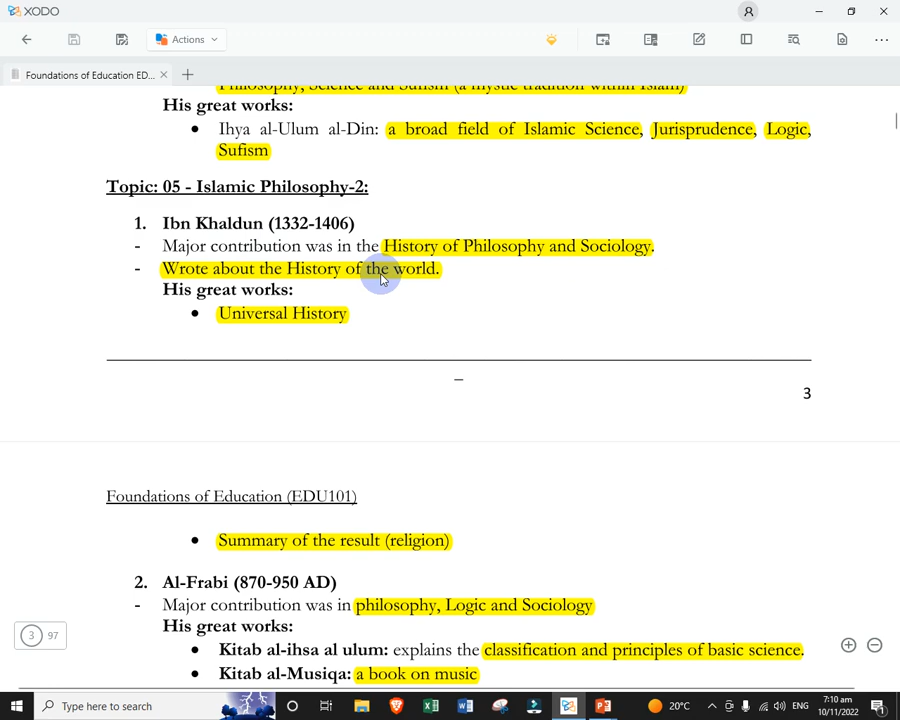 XODO
Actions
Foundations of Education ED...
Philosophy, Science and Sufism (a mystic tradition within Islam)
His great works:
• Ihya al-Ulum al-Din: a broad field of Islamic Science, Jurisprudence, Logic,
Sufism
Topic: 05 - Islamic Philosophy-2:
1. Ibn Khaldun (1332-1406)
- Major contribution was in the History of Philosophy and Sociology.
- Wrote about the History of the world.
His great works:
• Universal History
3
Foundations of Education (EDU101)
• Summary of the result (religion)
2. Al-Frabi (870-950 AD)
- Major contribution was in philosophy, Logic and Sociology
His great works:
• Kitab al-ihsa al ulum: explains the classification and principles of basic science.
• Kitab al-Musiqa: a book on music
3 97
Type here to search
20°C
ENG
7:10 am
10/11/2022
1